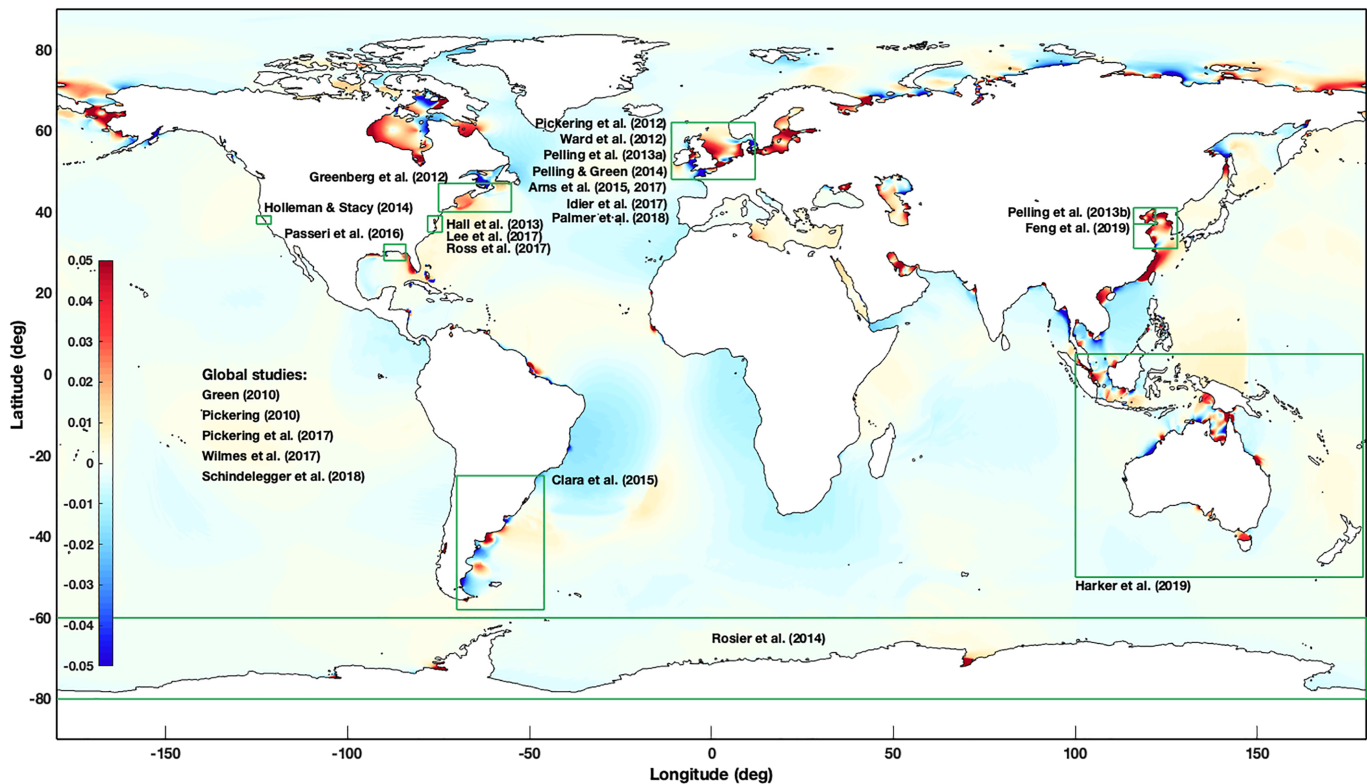 80
60
40
20
0
-20
-40
-60
-80
Latitude (deg)
0.05
0.04
0.03
0.02
0.01
0
-0.01
-0.02
-0.03
-0.04
-0.05
Pickering et al. (2012)
Ward et al. (2012)
Pelling et al. (2013a)
Pelling & Green (2014)
Arns et al. (2015, 2017)
Idier et al. (2017)
Palmer et al. (2018)
Greenberg et al. (2012)
Holleman & Stacy (2014)
Passeri et al. (2016)
Hall et al. (2013)
Lee et al. (2017)
Ross et al. (2017)
Pelling et al. (2013b)
Feng et al. (2019)
Global studies:
Green (2010)
Pickering (2010)
Pickering et al. (2017)
Wilmes et al. (2017)
Schindelegger et al. (2018)
Clara et al. (2015)
Harker et al. (2019)
Rosier et al. (2014)
-150
-100
-50
0
50
100
150
Longitude (deg)